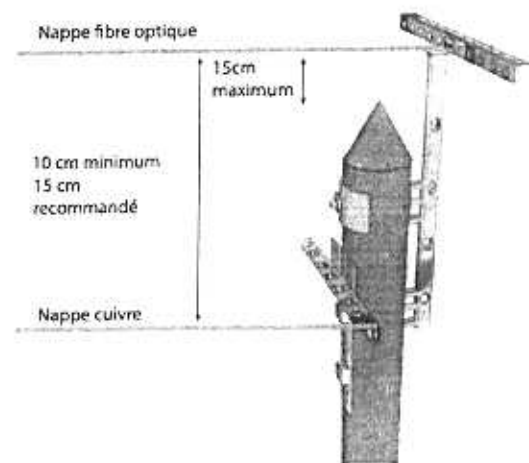 Nappe fibre optique
15cm
maximum
10 cm minimum
15 cm
recommandé
Nappe cuivre